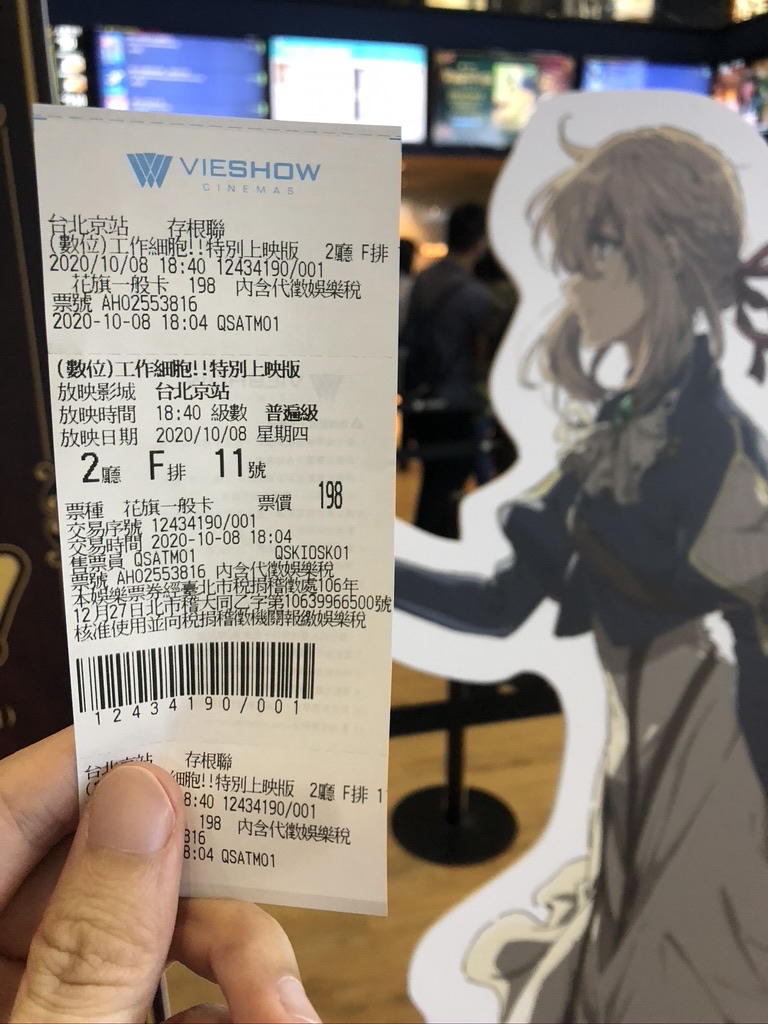 VIESHOW
CINEMAS
台北京站 存根聯
(數位)工作細胞!!特別上映版 2廳 F排
2020/10/08 18:40 12434190/001
花旗一般卡 198 內含代徵娛樂稅
票號 AH02553816
2020-10-08 18:04 QSATM01
(數位)工作細胞!!特別上映版
放映影城 台北京站
放映時間 18:40 級數 普遍級
放映日期 2020/10/08 星期四
2廳 F排 11號
票種 花旗一般卡 票價 198
交易序號 12434190/001
交易時間 2020-10-08 18:04
售票員 QSATM01 QSKIOSK01
票號 AH02553816 內含代徵娛樂稅
本娛樂票券經臺北市稅捐稽徵處106年
12月27日北市稽大同乙字第10639966500號
核准使用並向稅捐稽徵機關報繳娛樂稅
12434190/001
台北京站 存根聯
細胞!!特別上映版 2廳 F排 1
8:40 12434190/001
198 內含代徵娛樂稅
816
8:04 QSATM01